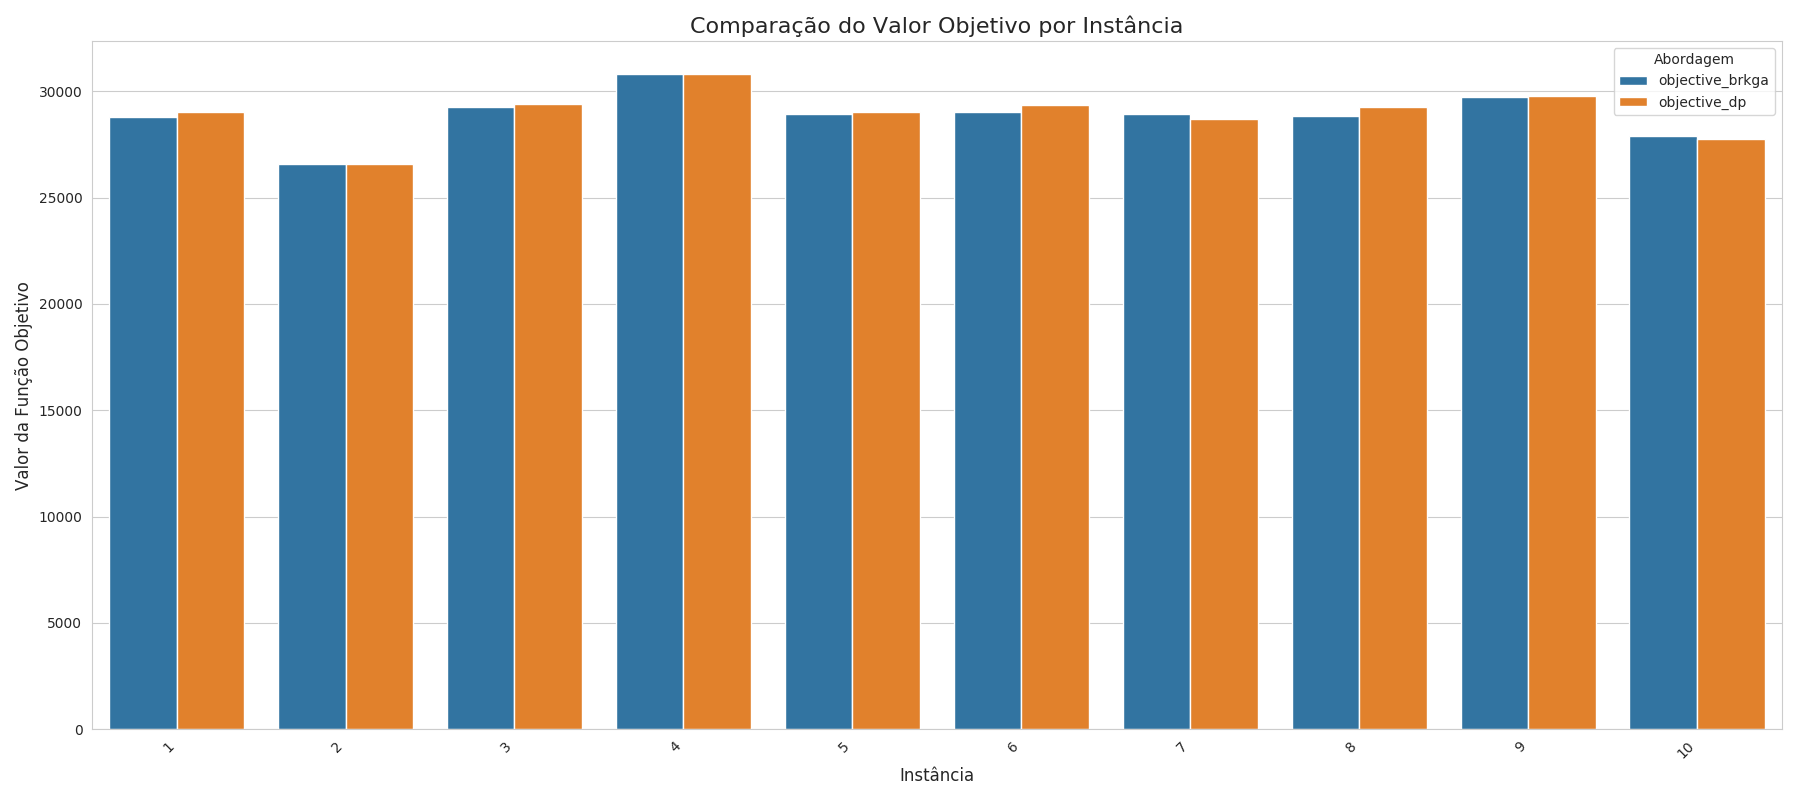 Comparação do Valor Objetivo por Instância
Abordagem
objective_brkga
objective_dp
Valor da Função Objetivo
30000
25000
20000
15000
10000
5000
0
1 2 3 4 5 6 7 8 9 10
Instância